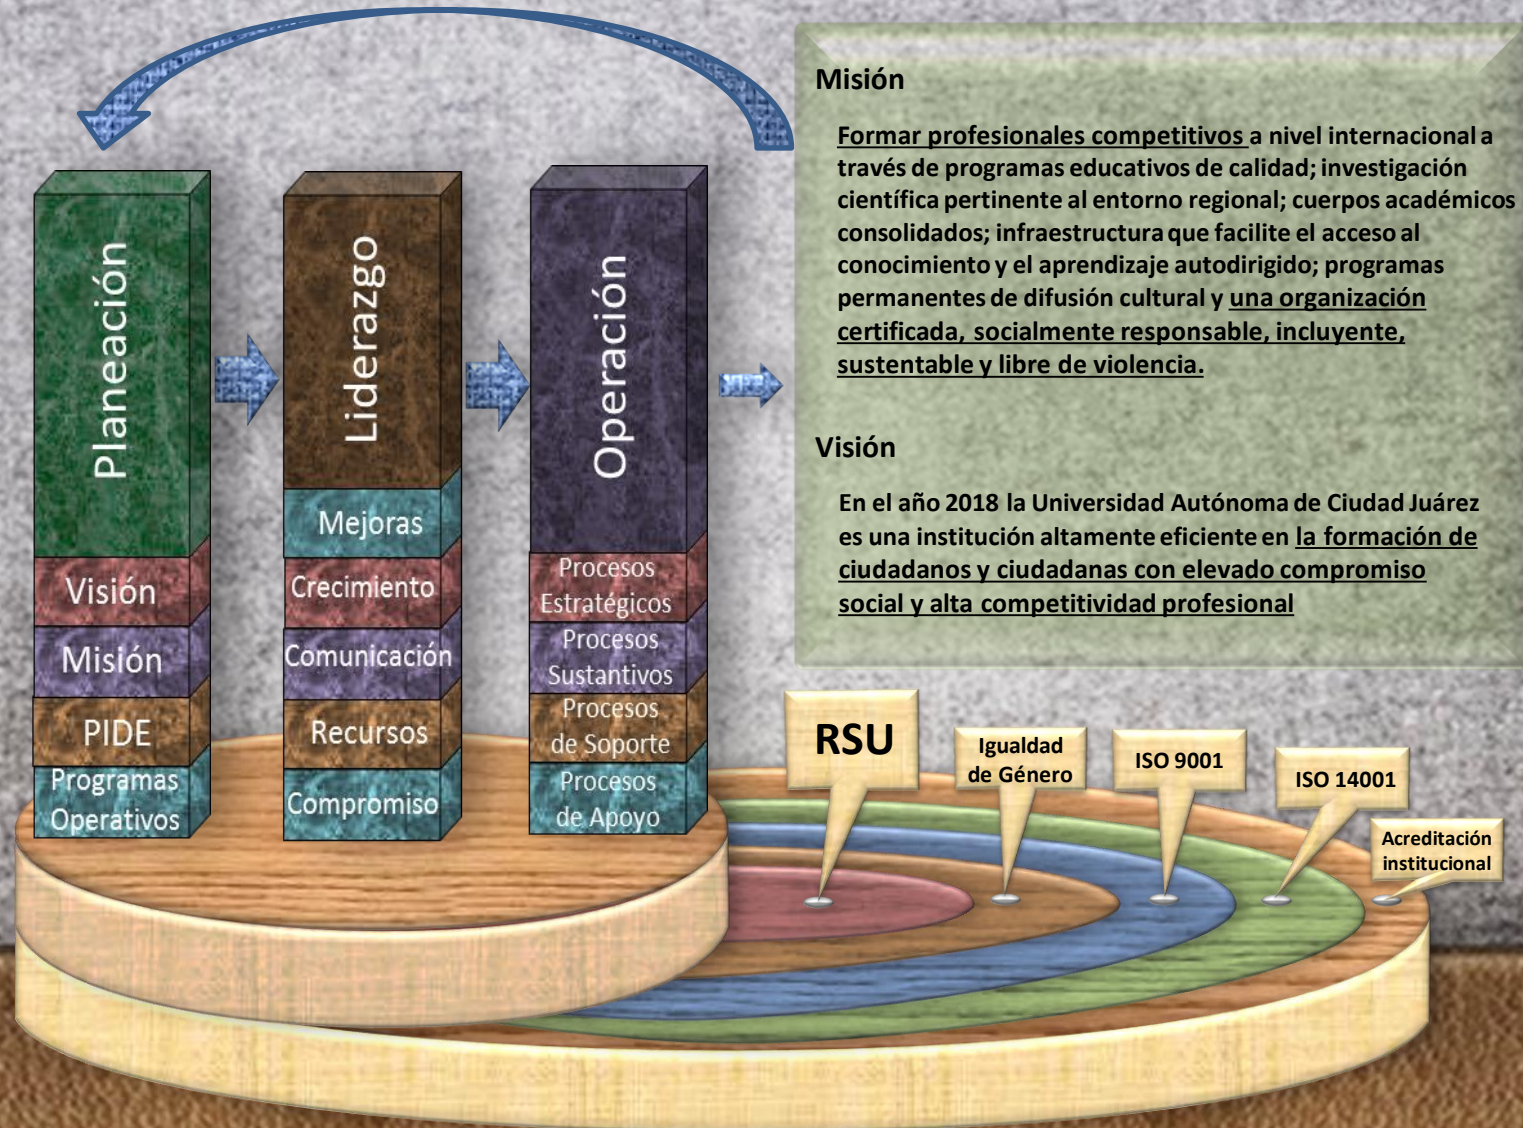 Misión
Formar profesionales competitivos a nivel internacional a
través de programas educativos de calidad; investigación
científica pertinente al entorno regional; cuerpos académicos
consolidados; infraestructura que facilite el acceso al
conocimiento y el aprendizaje autodirigido; programas
permanentes de difusión cultural y una organización
certificada, socialmente responsable, incluyente,
sustentable y libre de violencia.
Visión
En el año 2018 la Universidad Autónoma de Ciudad Juárez
es una institución altamente eficiente en la formación de
ciudadanos y ciudadanas con elevado compromiso
social y alta competitividad profesional
Planeación
Visión
Misión
PIDE
Programas
Operativos
Liderazgo
Mejoras
Crecimiento
Comunicación
Recursos
Compromiso
Operación
Procesos
Estratégicos
Procesos
Sustantivos
Procesos
de Soporte
Procesos
de Apoyo
RSU
Igualdad
de Género
ISO 9001
ISO 14001
Acreditación
institucional